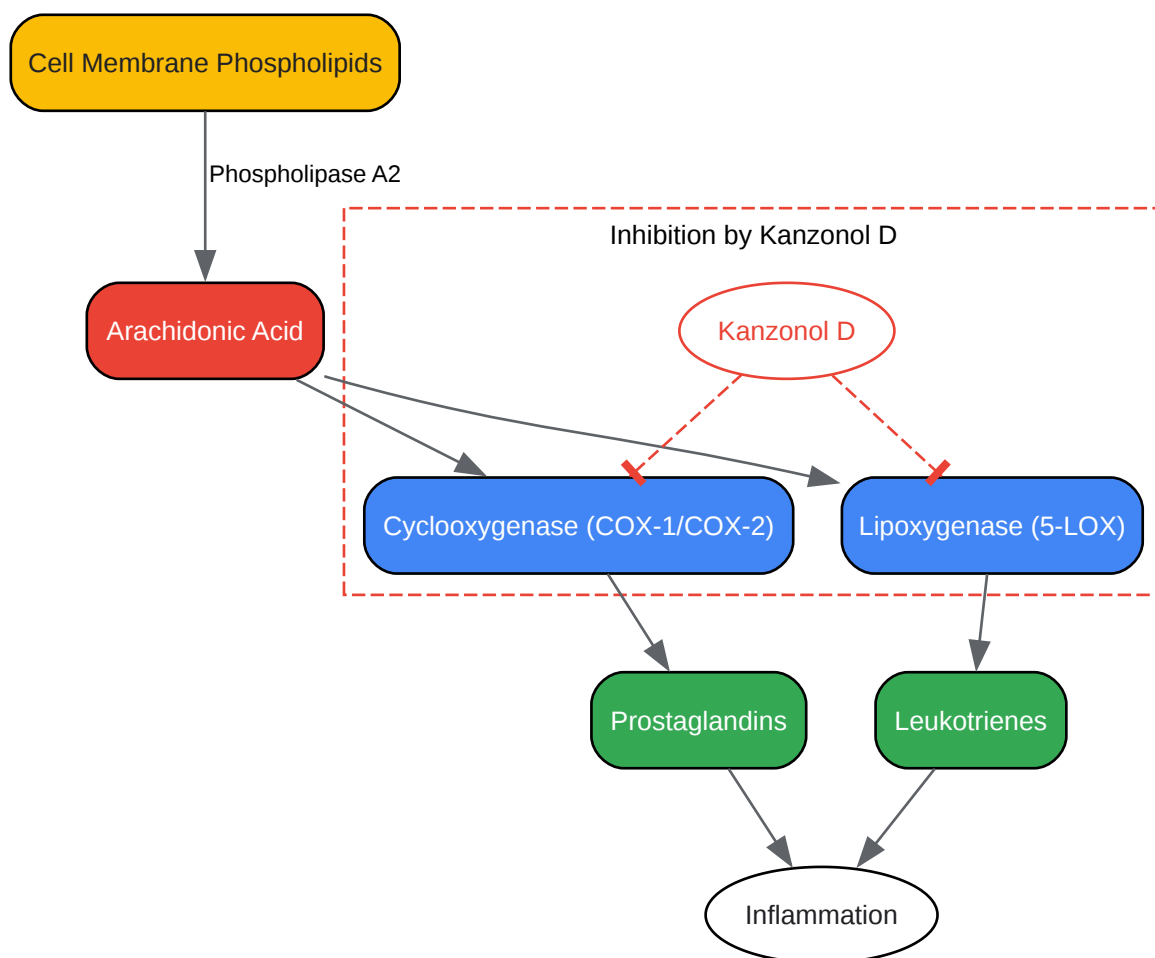 Cell Membrane Phospholipids
Phospholipase A2
Inhibition by Kanzonol D
Arachidonic Acid
Kanzonol D
Cyclooxygenase (COX-1/COX-2)
Lipoxygenase (5-LOX)
Prostaglandins
Leukotrienes
Inflammation